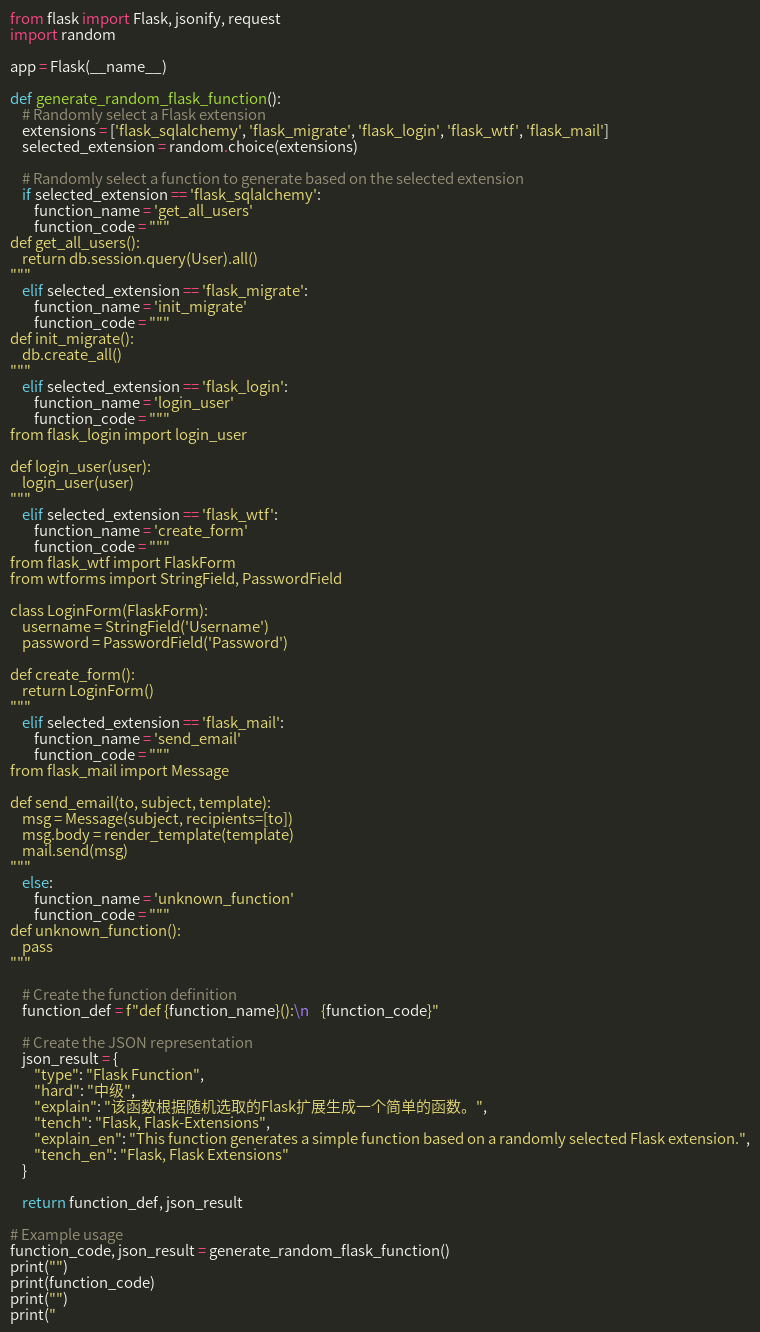 from flask import Flask, jsonify, request
import random

app = Flask(__name__)

def generate_random_flask_function():
    # Randomly select a Flask extension
    extensions = ['flask_sqlalchemy', 'flask_migrate', 'flask_login', 'flask_wtf', 'flask_mail']
    selected_extension = random.choice(extensions)

    # Randomly select a function to generate based on the selected extension
    if selected_extension == 'flask_sqlalchemy':
        function_name = 'get_all_users'
        function_code = """
def get_all_users():
    return db.session.query(User).all()
"""
    elif selected_extension == 'flask_migrate':
        function_name = 'init_migrate'
        function_code = """
def init_migrate():
    db.create_all()
"""
    elif selected_extension == 'flask_login':
        function_name = 'login_user'
        function_code = """
from flask_login import login_user

def login_user(user):
    login_user(user)
"""
    elif selected_extension == 'flask_wtf':
        function_name = 'create_form'
        function_code = """
from flask_wtf import FlaskForm
from wtforms import StringField, PasswordField

class LoginForm(FlaskForm):
    username = StringField('Username')
    password = PasswordField('Password')

def create_form():
    return LoginForm()
"""
    elif selected_extension == 'flask_mail':
        function_name = 'send_email'
        function_code = """
from flask_mail import Message

def send_email(to, subject, template):
    msg = Message(subject, recipients=[to])
    msg.body = render_template(template)
    mail.send(msg)
"""
    else:
        function_name = 'unknown_function'
        function_code = """
def unknown_function():
    pass
"""

    # Create the function definition
    function_def = f"def {function_name}():\n    {function_code}"

    # Create the JSON representation
    json_result = {
        "type": "Flask Function",
        "hard": "中级",
        "explain": "该函数根据随机选取的Flask扩展生成一个简单的函数。",
        "tench": "Flask, Flask-Extensions",
        "explain_en": "This function generates a simple function based on a randomly selected Flask extension.",
        "tench_en": "Flask, Flask Extensions"
    }

    return function_def, json_result

# Example usage
function_code, json_result = generate_random_flask_function()
print("")
print(function_code)
print("")
print("